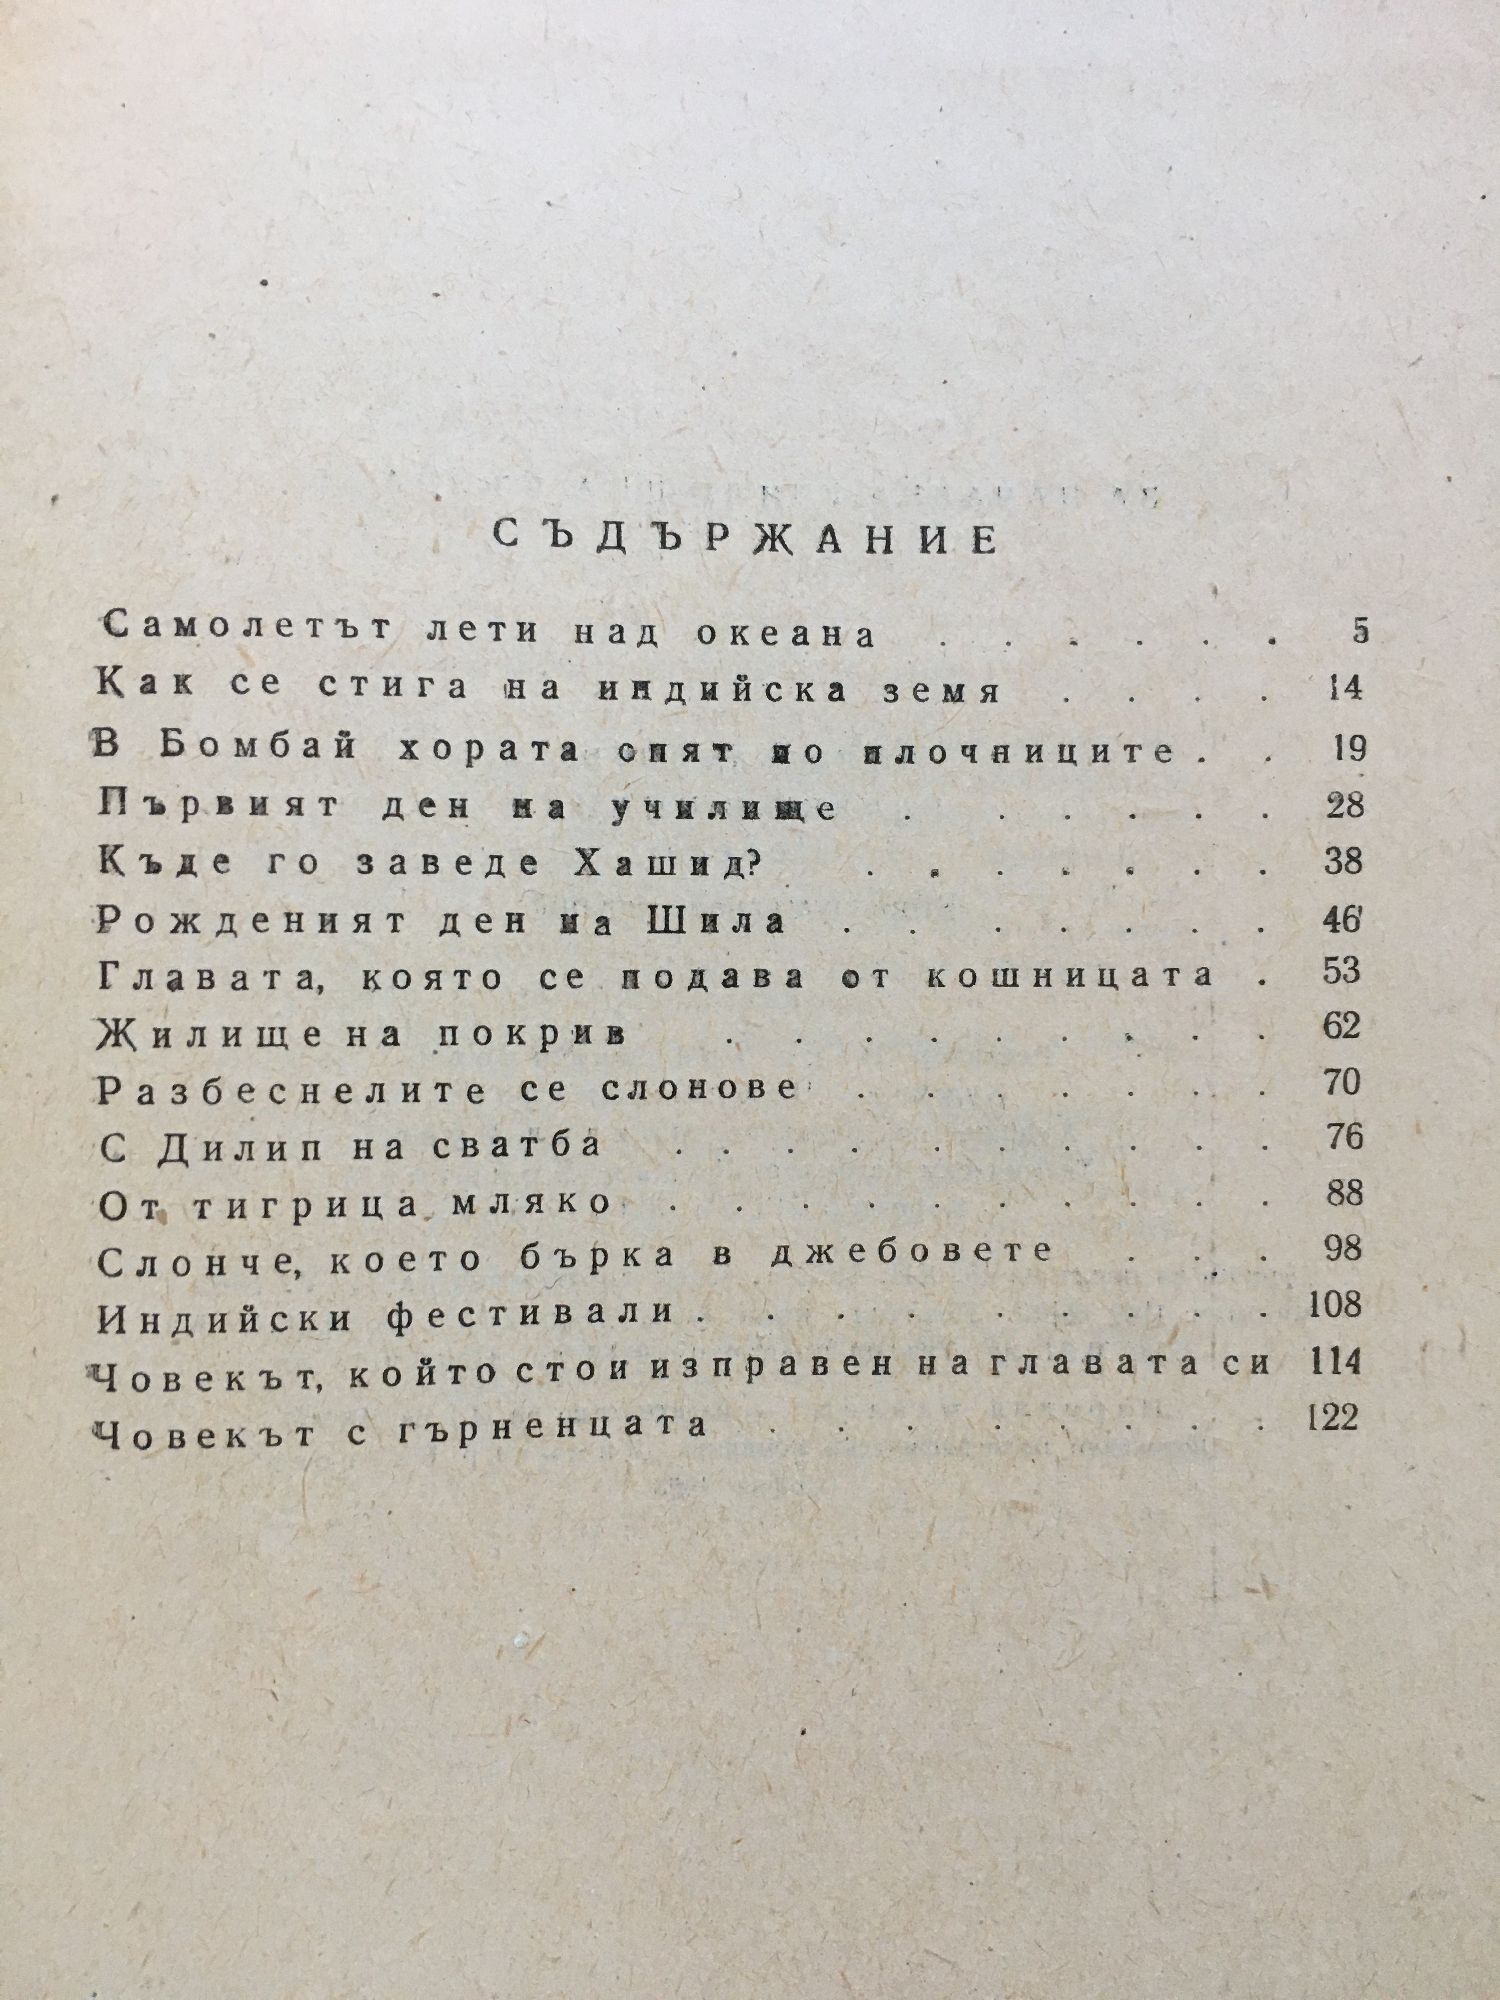 СЪДЪРЖАНИЕ
Самолетът лети над океана . . . . . . 5
Как се стига на индийска земя . . . . 14
В Бомбай хората спят по плочниците . . 19
Първият ден на училище . . . . . . 28
Къде го заведе Хашид? . . . . . . . 38
Рожденият ден на Шила . . . . . . . 46
Главата, която се подава от кошницата . 53
Жилище на покрив . . . . . . . . . 62
Разбеснелите се слонове . . . . . . . 70
С Дилип на сватба . . . . . . . . . . 76
От тигрица мляко . . . . . . . . . . 88
Слонче, което бърка в джебовете . . . 98
Индийски фестивали . . . . . . . . . 108
Човекът, който стои изправен на главата си 114
Човекът с гърненцата . . . . . . . . 122